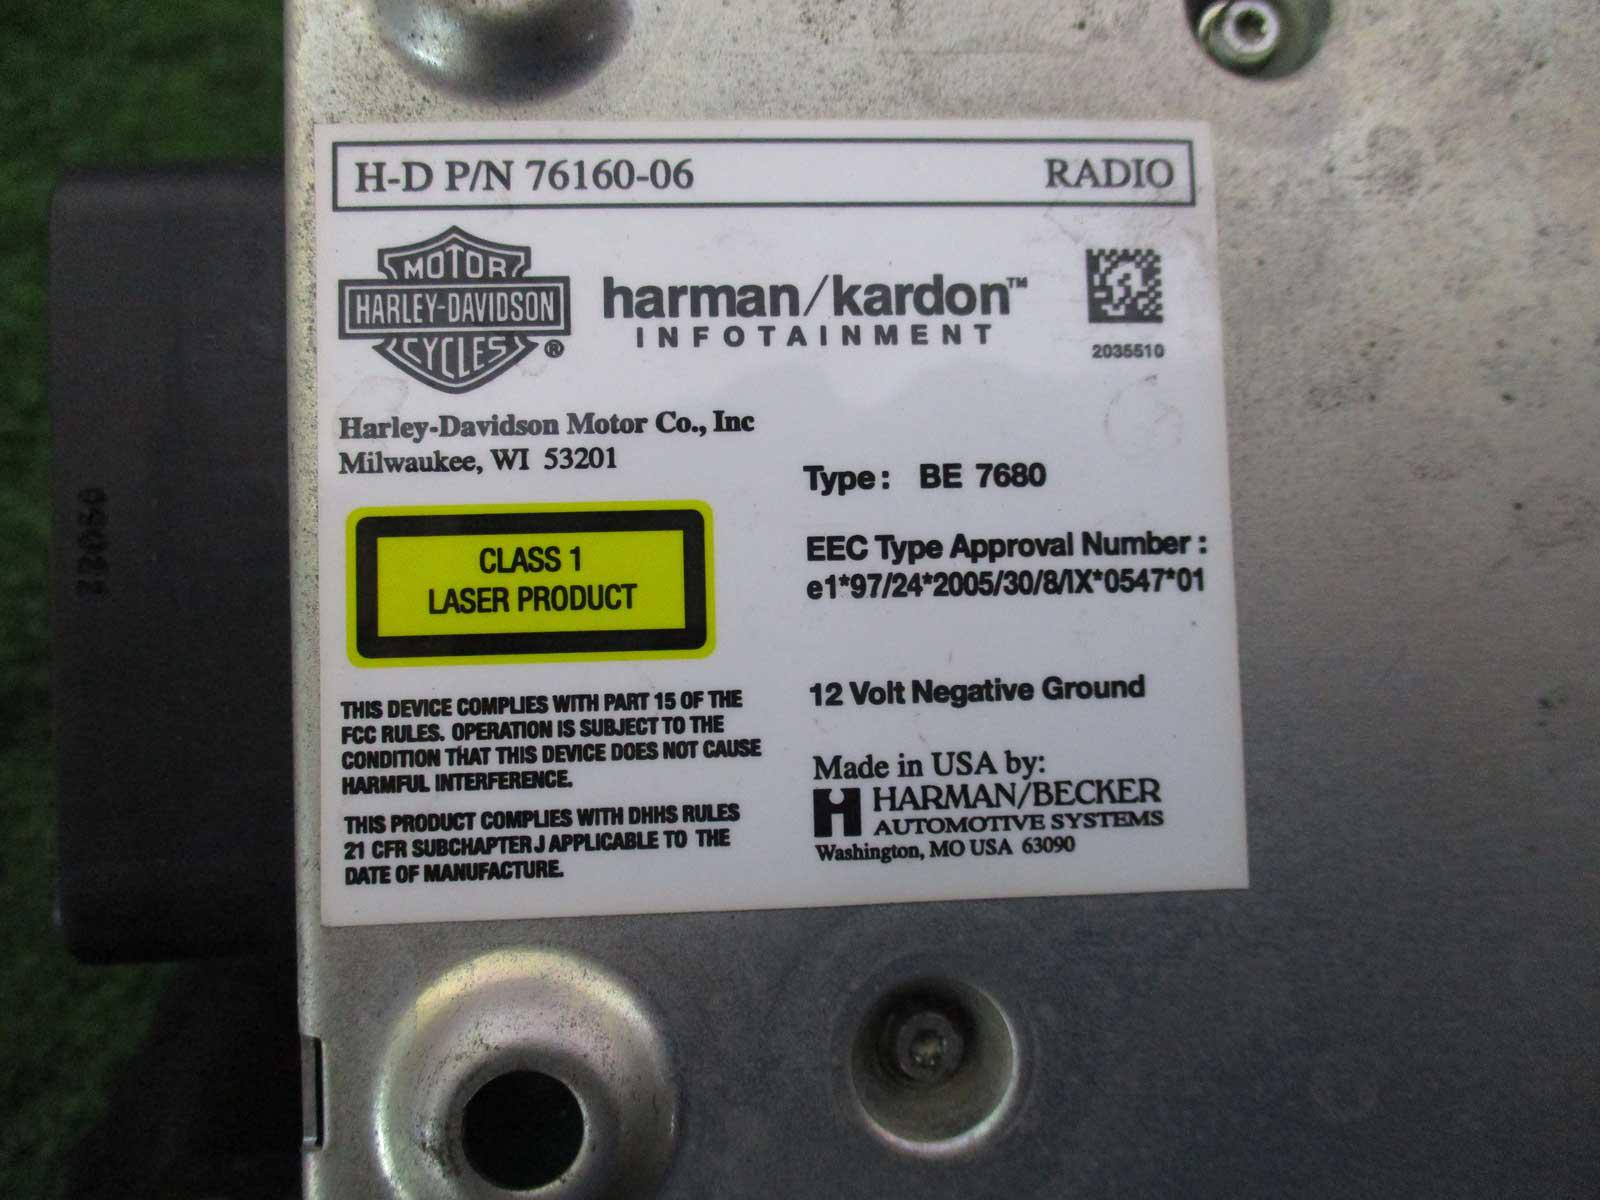 H-D P/N 76160-06 RADIO
MOTOR
HARLEY-DAVIDSON
CYCLES ®
harman/kardon™
INFOTAINMENT
2035510
Harley-Davidson Motor Co., Inc
Milwaukee, WI 53201
CLASS 1
LASER PRODUCT
THIS DEVICE COMPLIES WITH PART 15 OF THE
FCC RULES. OPERATION IS SUBJECT TO THE
CONDITION THAT THIS DEVICE DOES NOT CAUSE
HARMFUL INTERFERENCE.
THIS PRODUCT COMPLIES WITH DHHS RULES
21 CFR SUBCHAPTER J APPLICABLE TO THE
DATE OF MANUFACTURE.
Type: BE 7680
EEC Type Approval Number :
e1*97/24*2005/30/8/IX*0547*01
12 Volt Negative Ground
Made in USA by:
HARMAN/BECKER
AUTOMOTIVE SYSTEMS
Washington, MO USA 63090